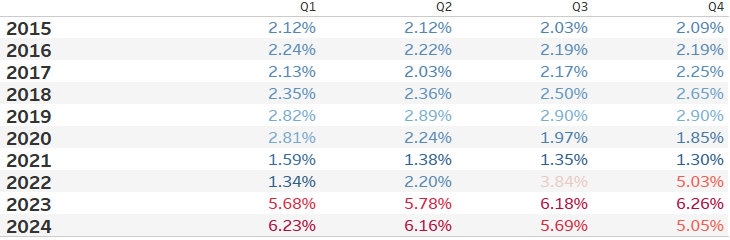 Q1 Q2 Q3 Q4
2015 2.12% 2.12% 2.03% 2.09%
2016 2.24% 2.22% 2.19% 2.19%
2017 2.13% 2.03% 2.17% 2.25%
2018 2.35% 2.36% 2.50% 2.65%
2019 2.82% 2.89% 2.90% 2.90%
2020 2.81% 2.24% 1.97% 1.85%
2021 1.59% 1.38% 1.35% 1.30%
2022 1.34% 2.20% 3.84% 5.03%
2023 5.68% 5.78% 6.18% 6.26%
2024 6.23% 6.16% 5.69% 5.05%